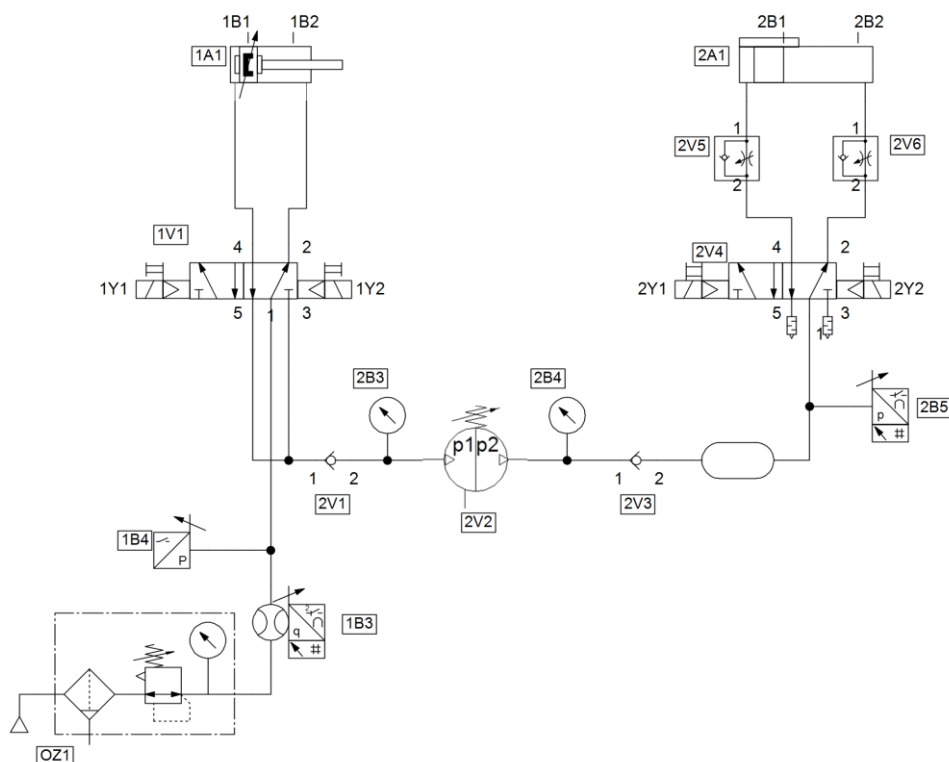 1B1 1B2 2B1 2B2
1A1 2A1
1 1
2V5 2V6
2 2
1V1 4 2 2V4 4 2
1Y1 1Y2 2Y1 2Y2
5 1 3 5 1 3
2B3 2B4
2B5
p #
p1 p2
1 2 1 2
2V1 2V2 2V3
1B4
P
1B3
2
q #
OZ1